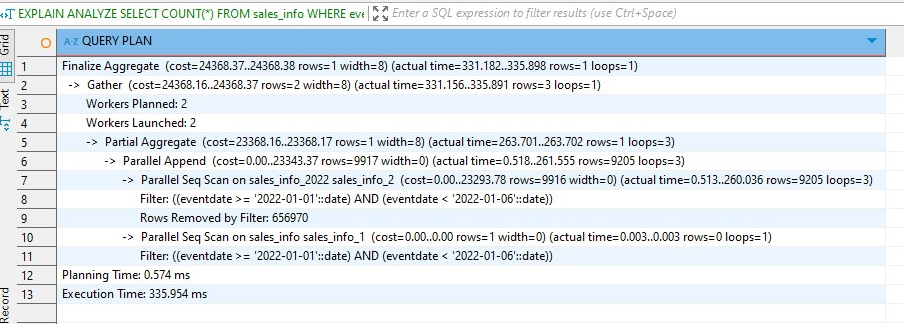 EXPLAIN ANALYZE SELECT COUNT(*) FROM sales_info WHERE eve
Enter a SQL expression to filter results (use Ctrl+Space)
Grid
Text
Record
A-Z QUERY PLAN
1 Finalize Aggregate (cost=24368.37..24368.38 rows=1 width=8) (actual time=331.182..335.898 rows=1 loops=1)
2 -> Gather (cost=24368.16..24368.37 rows=2 width=8) (actual time=331.156..335.891 rows=3 loops=1)
3 Workers Planned: 2
4 Workers Launched: 2
5 -> Partial Aggregate (cost=23368.16..23368.17 rows=1 width=8) (actual time=263.701..263.702 rows=1 loops=3)
6 -> Parallel Append (cost=0.00..23343.37 rows=9917 width=0) (actual time=0.518..261.555 rows=9205 loops=3)
7 -> Parallel Seq Scan on sales_info_2022 sales_info_2 (cost=0.00..23293.78 rows=9916 width=0) (actual time=0.513..260.036 rows=9205 loops=3)
8 Filter: ((eventdate >= '2022-01-01'::date) AND (eventdate < '2022-01-06'::date))
9 Rows Removed by Filter: 656970
10 -> Parallel Seq Scan on sales_info sales_info_1 (cost=0.00..0.00 rows=1 width=0) (actual time=0.003..0.003 rows=0 loops=1)
11 Filter: ((eventdate >= '2022-01-01'::date) AND (eventdate < '2022-01-06'::date))
12 Planning Time: 0.574 ms
13 Execution Time: 335.954 ms